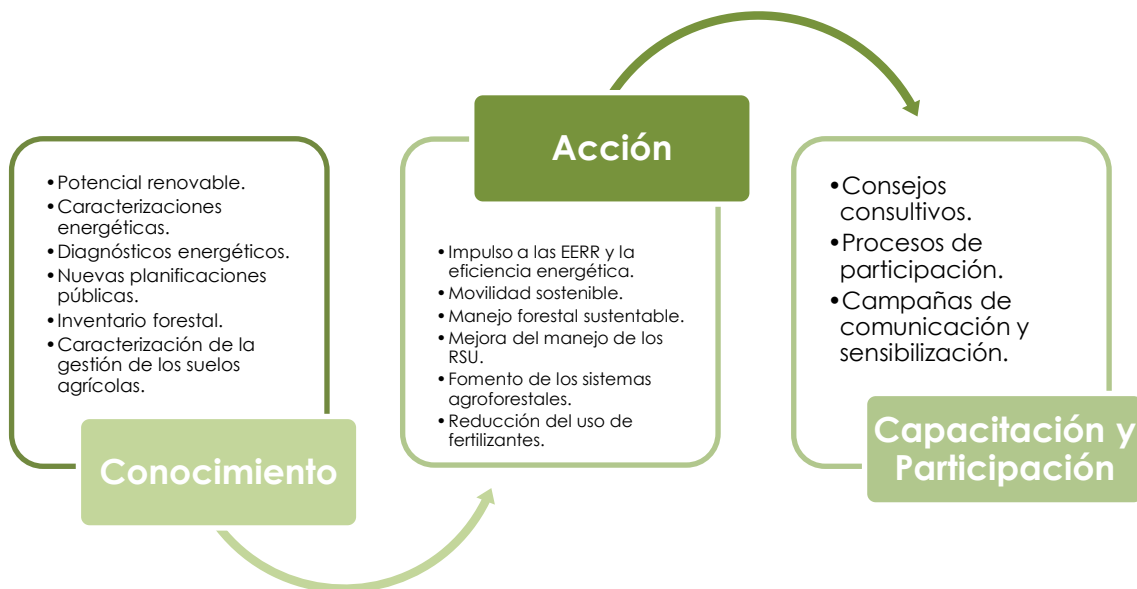 •Potencial renovable.
•Caracterizaciones
energéticas.
•Diagnósticos energéticos.
•Nuevas planificaciones
públicas.
•Inventario forestal.
•Caracterización de la
gestión de los suelos
agrícolas.
Conocimiento
Acción
•Impulso a las EERR y la
eficiencia energética.
•Movilidad sostenible.
•Manejo forestal sustentable.
•Mejora del manejo de los
RSU.
•Fomento de los sistemas
agroforestales.
•Reducción del uso de
fertilizantes.
•Consejos
consultivos.
•Procesos de
participación.
•Campañas de
comunicación y
sensibilización.
Capacitación y
Participación